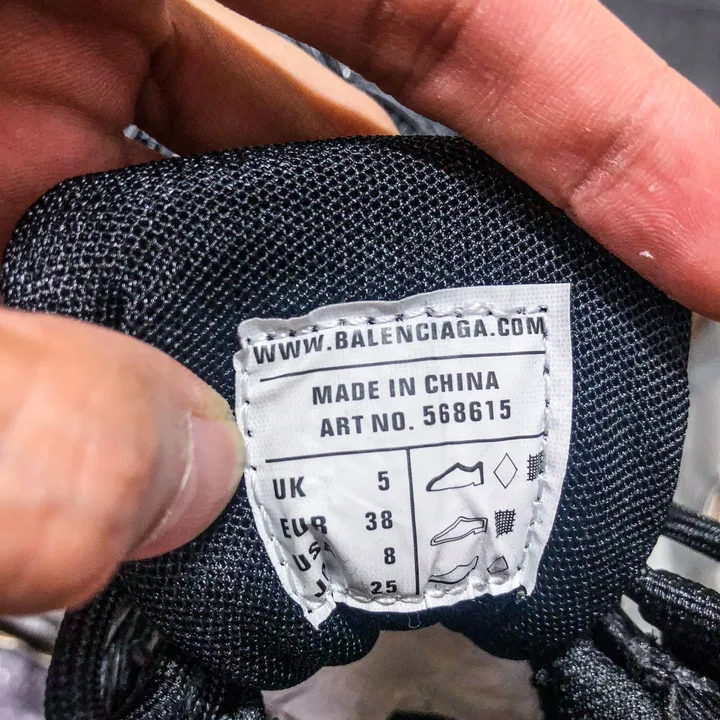 WWW.BALENCIAGA.COM
MADE IN CHINA
ART NO. 568615
UK 5
EUR 38
8
25